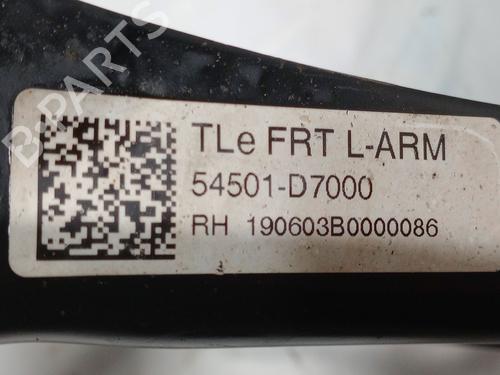 TLe FRT L-ARM
54501-D7000
RH 190603B0000086
B-PARTS